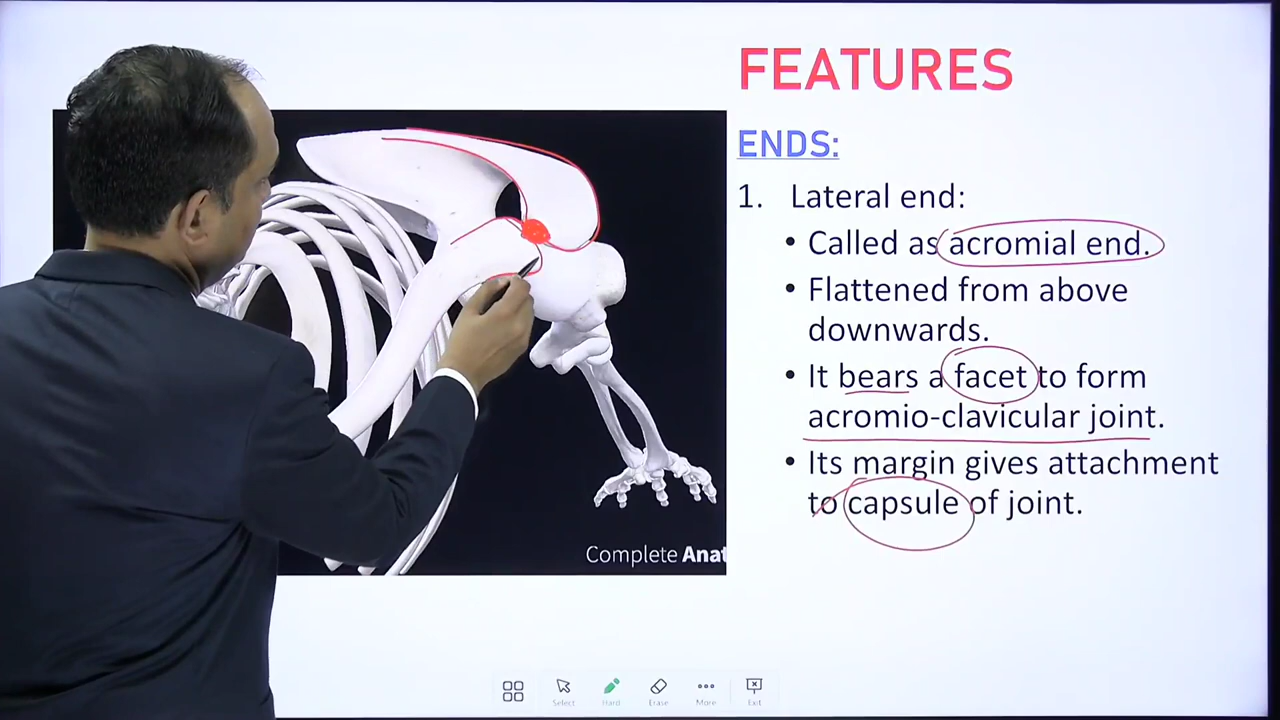 FEATURES
ENDS:
1. Lateral end:
• Called as acromial end.
• Flattened from above
downwards.
• It bears a facet to form
acromio-clavicular joint.
• Its margin gives attachment
to capsule of joint.
Complete Anat
Select
Hard
Erase
More
Exit